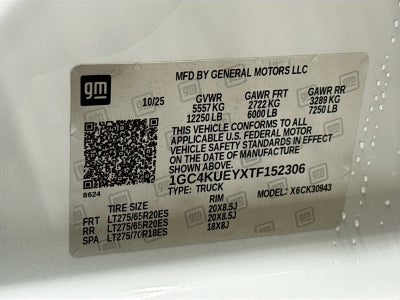 gm
MFD BY GENERAL MOTORS LLC
10/25 GVWR GAWR FRT GAWR RR
5557 KG 2722 KG 3289 KG
12250 LB 6000 LB 7250 LB
THIS VEHICLE CONFORMS TO ALL
APPLICABLE U.S. FEDERAL MOTOR
VEHICLE SAFETY STANDARDS IN EFFECT
ON THE DATE OF MANUFACTURE
SHOWN ABOVE.
1GC4KUEYXTF152306
8624
TYPE: TRUCK MODEL: X6CK30943
TIRE SIZE RIM
FRT LT275/65R20ES 20X8.5J
RR LT275/65R20ES 20X8.5J
SPA LT275/70R18ES 18X8J